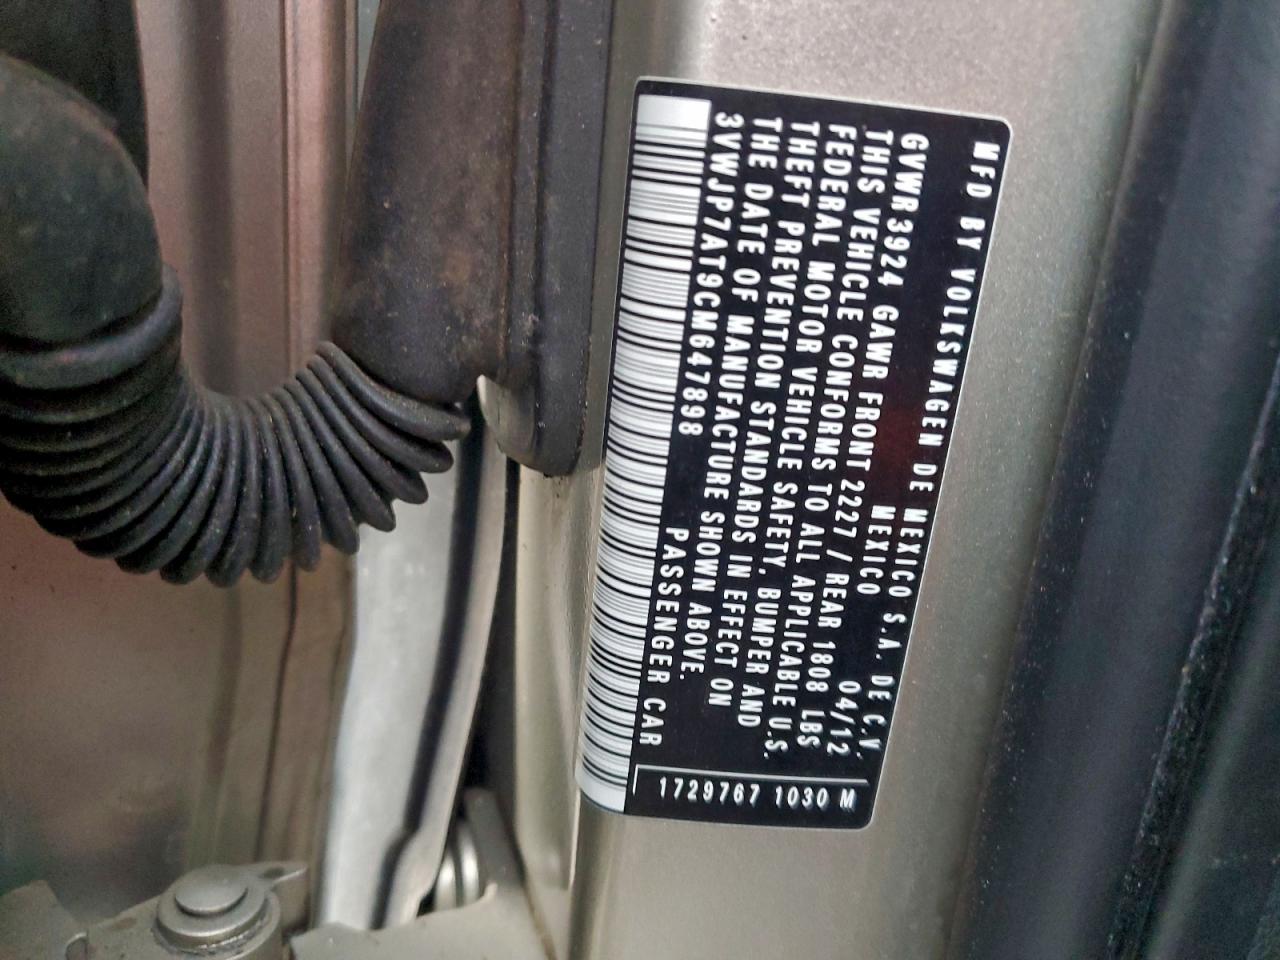 MFD BY VOLKSWAGEN DE MEXICO S.A. DE C.V.
MEXICO 04/12
GVWR 3924 GAWR FRONT 2227 / REAR 1808 LBS
THIS VEHICLE CONFORMS TO ALL APPLICABLE U.S.
FEDERAL MOTOR VEHICLE SAFETY, BUMPER AND
THEFT PREVENTION STANDARDS IN EFFECT ON
THE DATE OF MANUFACTURE SHOWN ABOVE.
3VWJP7AT9CM647898 PASSENGER CAR
1729767 1030 M